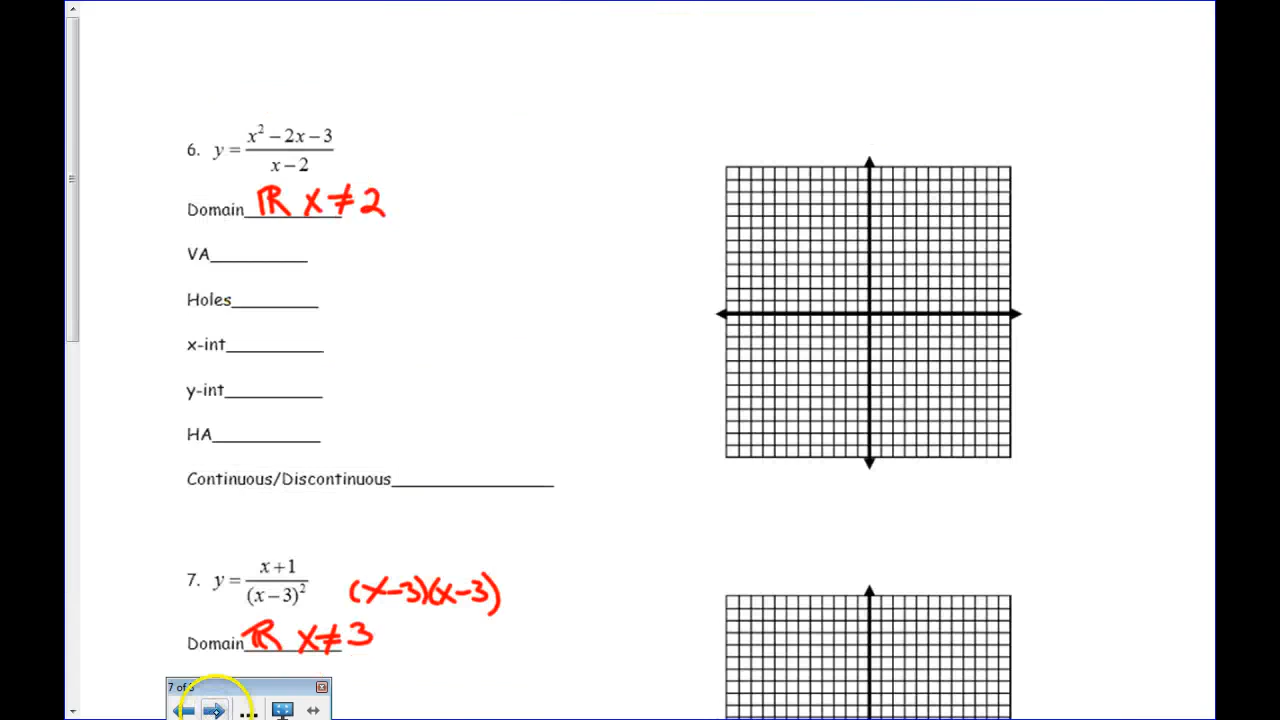 6. y = x² − 2x − 3 / x − 2
Domain ℝ x ≠ 2
VA
Holes
x-int
y-int
HA
Continuous/Discontinuous
7. y = x + 1 / (x − 3)² (x−3)(x−3)
Domain ℝ x ≠ 3
7 of